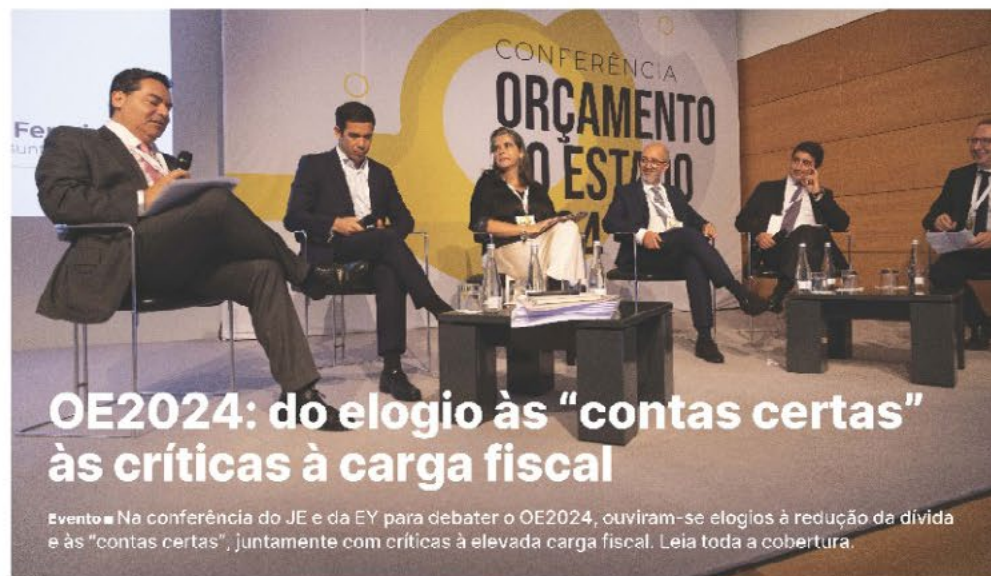 CONFERÊNCIA
ORÇAMENTO
ESTADO
OE2024: do elogio às “contas certas”
às críticas à carga fiscal
Evento ■ Na conferência do JE e da EY para debater o OE2024, ouviram-se elogios à redução da dívida
e às “contas certas”, juntamente com críticas à elevada carga fiscal. Leia toda a cobertura.